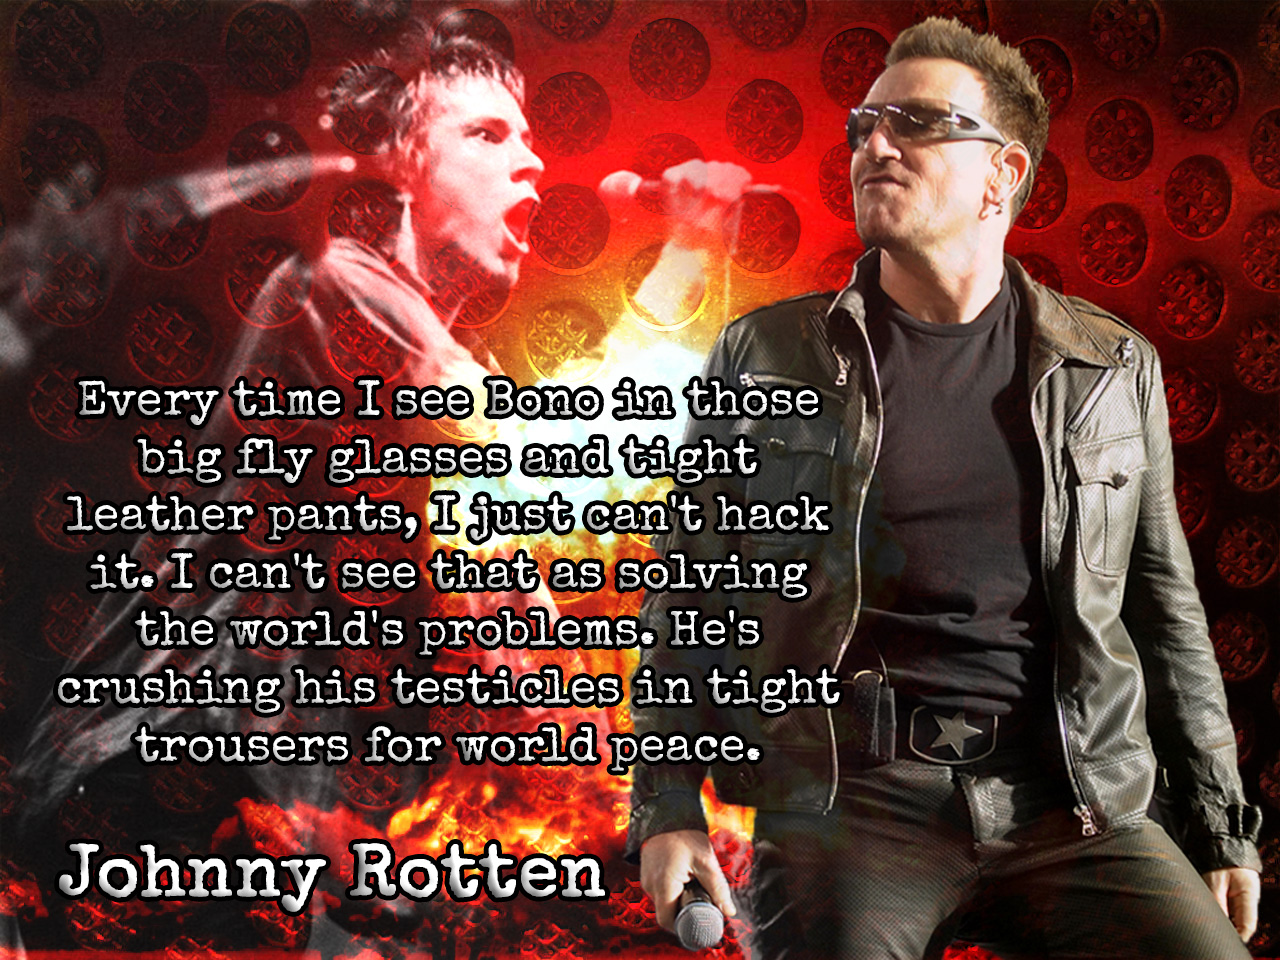 Every time I see Bono in those
big fly glasses and tight
leather pants, I just can't hack
it. I can't see that as solving
the world's problems. He's
crushing his testicles in tight
trousers for world peace.
Johnny Rotten